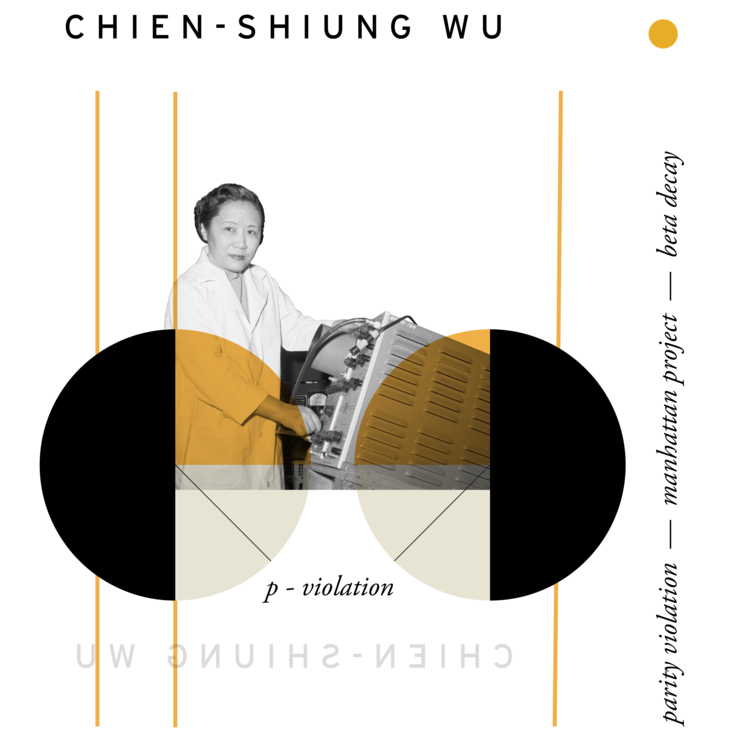 CHIEN-SHIUNG WU
parity violation — manhattan project — beta decay
p - violation
CHIEN-SHIUNG WU